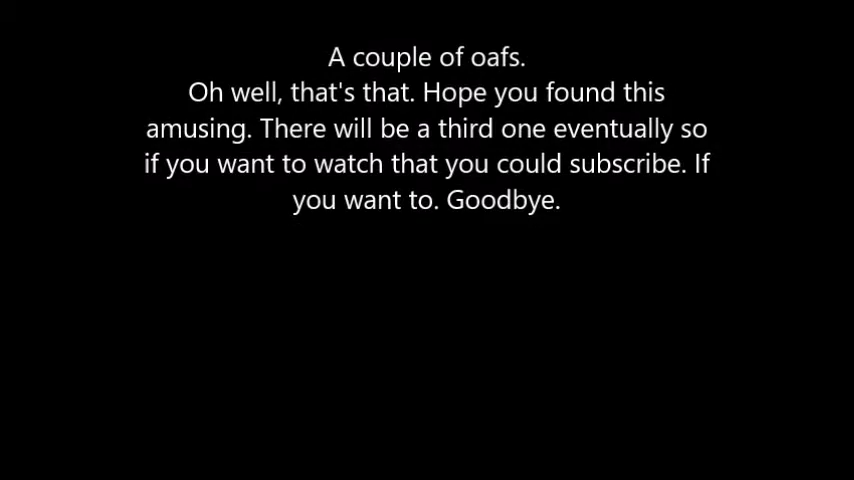 A couple of oafs.
Oh well, that's that. Hope you found this
amusing. There will be a third one eventually so
if you want to watch that you could subscribe. If
you want to. Goodbye.